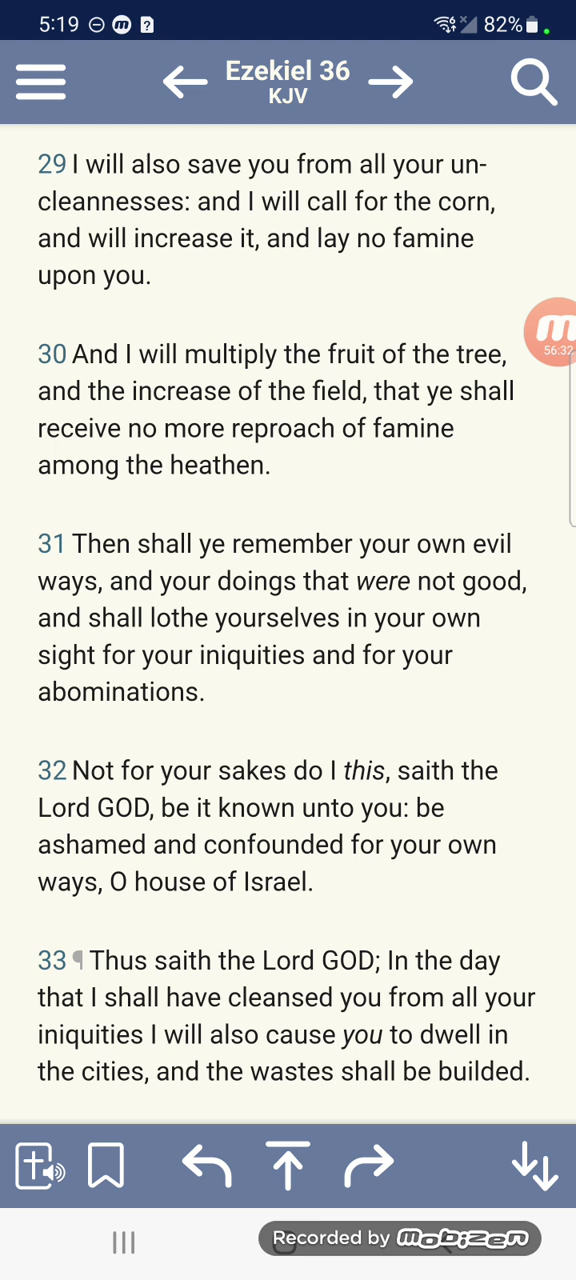 5:19 82%
Ezekiel 36
KJV
29 I will also save you from all your un-
cleannesses: and I will call for the corn,
and will increase it, and lay no famine
upon you.
56:32
30 And I will multiply the fruit of the tree,
and the increase of the field, that ye shall
receive no more reproach of famine
among the heathen.
31 Then shall ye remember your own evil
ways, and your doings that were not good,
and shall lothe yourselves in your own
sight for your iniquities and for your
abominations.
32 Not for your sakes do I this, saith the
Lord GOD, be it known unto you: be
ashamed and confounded for your own
ways, O house of Israel.
33 ¶ Thus saith the Lord GOD; In the day
that I shall have cleansed you from all your
iniquities I will also cause you to dwell in
the cities, and the wastes shall be builded.
Recorded by mobizen